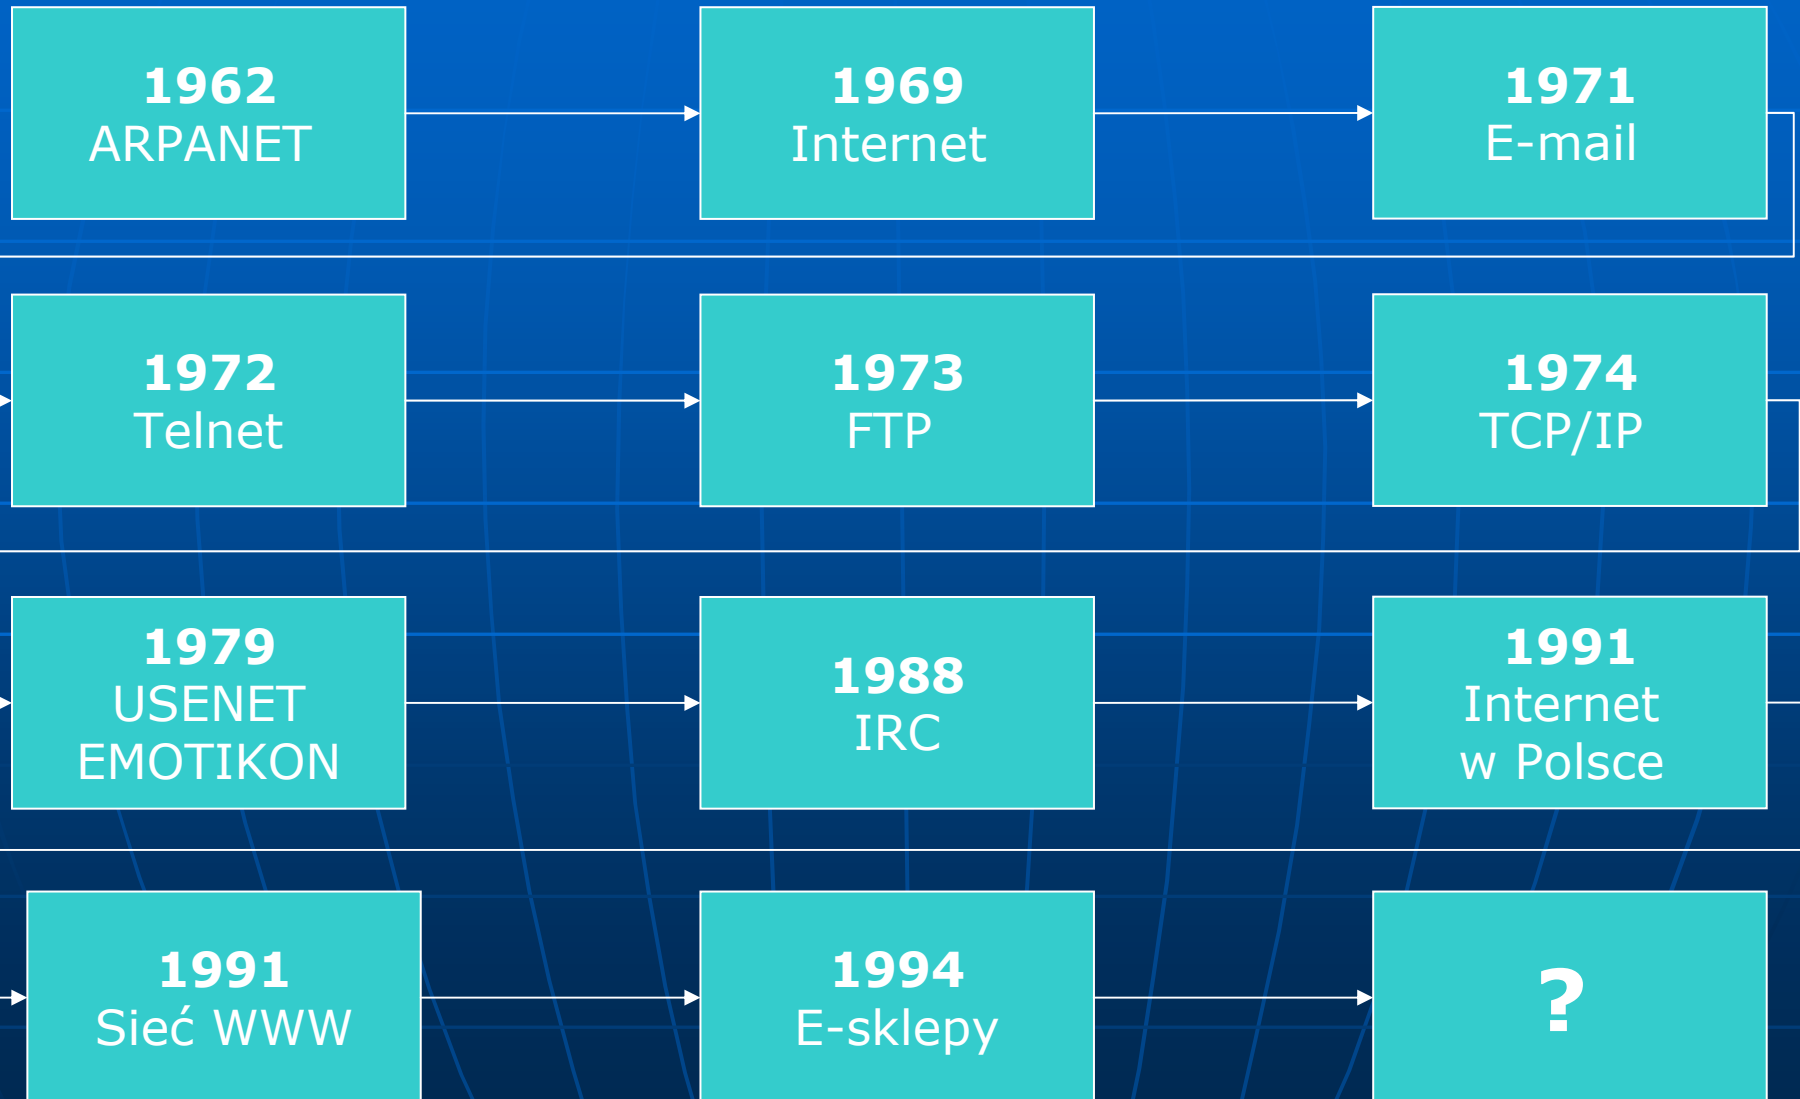 1962
ARPANET
1969
Internet
1971
E-mail
1972
Telnet
1973
FTP
1974
TCP/IP
1979
USENET
EMOTIKON
1988
IRC
1991
Internet
w Polsce
1991
Sieć WWW
1994
E-sklepy
?